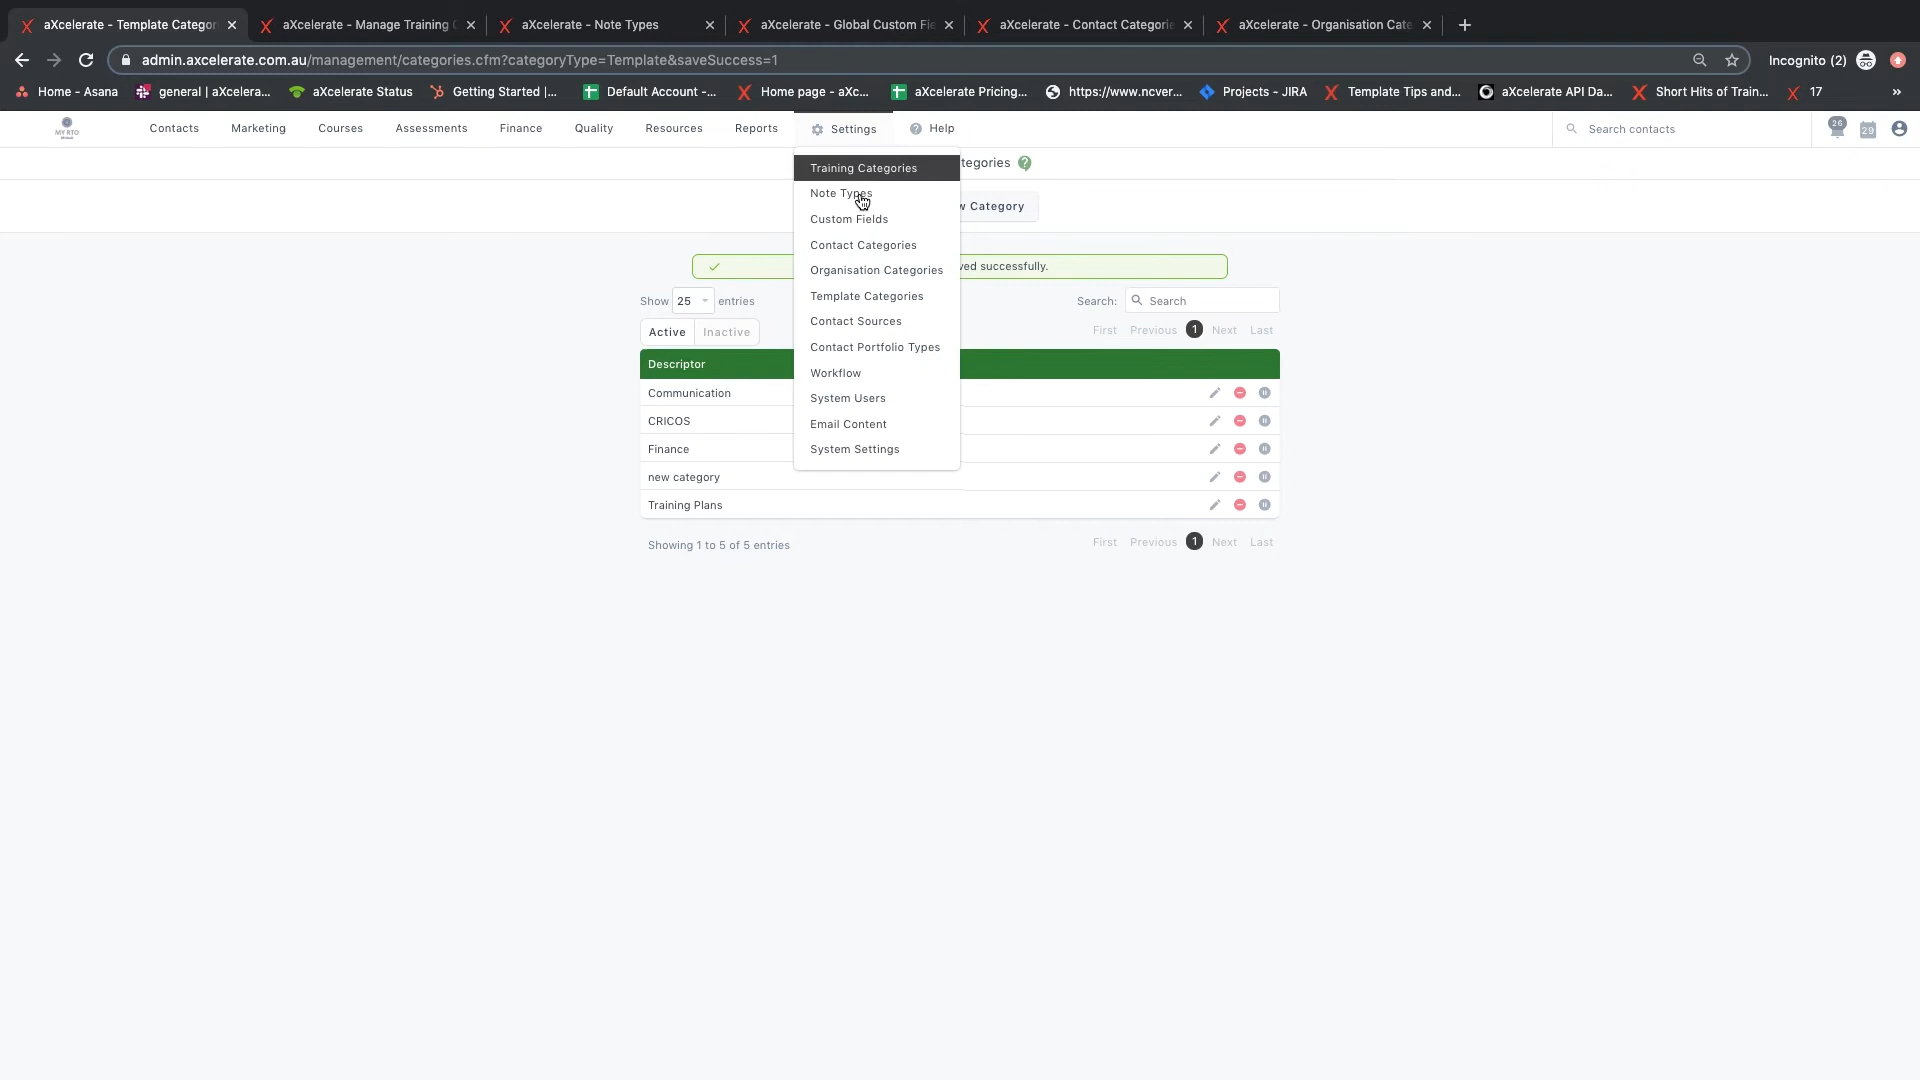 aXcelerate - Template Categori
aXcelerate - Manage Training C
aXcelerate - Note Types
aXcelerate - Global Custom Fie
aXcelerate - Contact Categorie
aXcelerate - Organisation Cate
admin.axcelerate.com.au/management/categories.cfm?categoryType=Template&saveSuccess=1
Incognito (2)
Home - Asana
general | aXcelera...
aXcelerate Status
Getting Started |...
Default Account -...
Home page - aXc...
aXcelerate Pricing...
https://www.ncver...
Projects - JIRA
Template Tips and...
aXcelerate API Da...
Short Hits of Train...
17
»
MY RTO
Contacts
Marketing
Courses
Assessments
Finance
Quality
Resources
Reports
Settings
Help
Search contacts
26
29
tegories
w Category
Training Categories
Note Types
Custom Fields
Contact Categories
Organisation Categories
Template Categories
Contact Sources
Contact Portfolio Types
Workflow
System Users
Email Content
System Settings
ved successfully.
Show 25 entries
Search: Search
Active Inactive
First Previous 1 Next Last
Descriptor
Communication
CRICOS
Finance
new category
Training Plans
Showing 1 to 5 of 5 entries
First Previous 1 Next Last